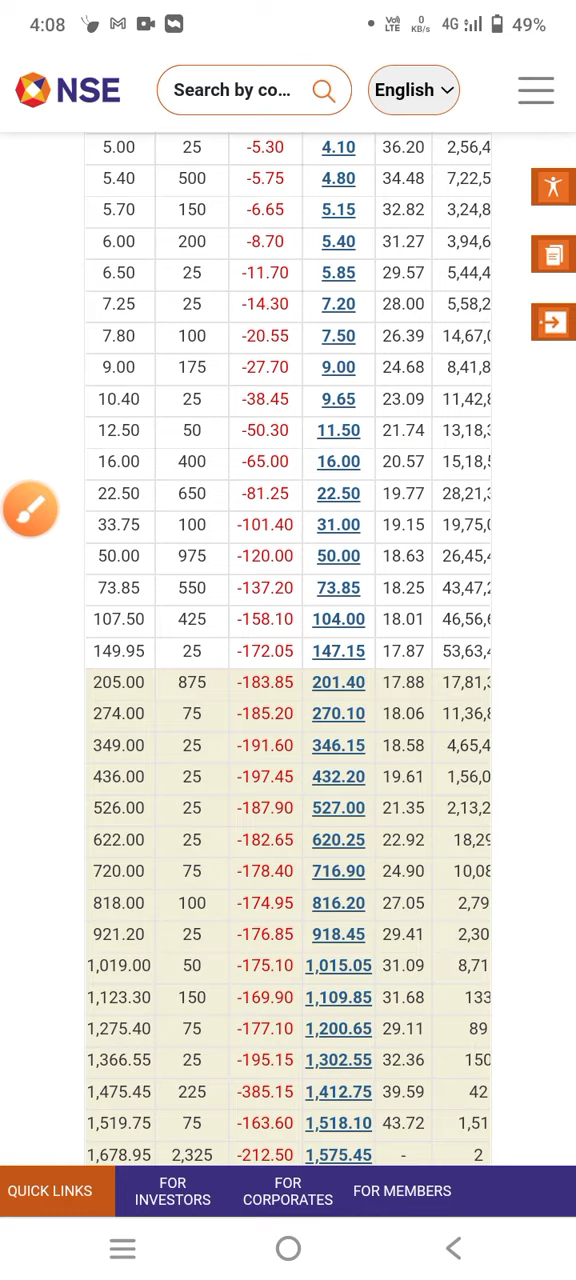 4:08 Vo) LTE 0 KB/s 4G 49%
NSE Search by co... English
5.00 25 -5.30 4.10 36.20 2,56,4
5.40 500 -5.75 4.80 34.48 7,22,5
5.70 150 -6.65 5.15 32.82 3,24,8
6.00 200 -8.70 5.40 31.27 3,94,6
6.50 25 -11.70 5.85 29.57 5,44,4
7.25 25 -14.30 7.20 28.00 5,58,2
7.80 100 -20.55 7.50 26.39 14,67,0
9.00 175 -27.70 9.00 24.68 8,41,8
10.40 25 -38.45 9.65 23.09 11,42,8
12.50 50 -50.30 11.50 21.74 13,18,3
16.00 400 -65.00 16.00 20.57 15,18,5
22.50 650 -81.25 22.50 19.77 28,21,3
33.75 100 -101.40 31.00 19.15 19,75,0
50.00 975 -120.00 50.00 18.63 26,45,4
73.85 550 -137.20 73.85 18.25 43,47,2
107.50 425 -158.10 104.00 18.01 46,56,6
149.95 25 -172.05 147.15 17.87 53,63,4
205.00 875 -183.85 201.40 17.88 17,81,3
274.00 75 -185.20 270.10 18.06 11,36,8
349.00 25 -191.60 346.15 18.58 4,65,4
436.00 25 -197.45 432.20 19.61 1,56,0
526.00 25 -187.90 527.00 21.35 2,13,2
622.00 25 -182.65 620.25 22.92 18,29
720.00 75 -178.40 716.90 24.90 10,08
818.00 100 -174.95 816.20 27.05 2,79
921.20 25 -176.85 918.45 29.41 2,30
1,019.00 50 -175.10 1,015.05 31.09 8,71
1,123.30 150 -169.90 1,109.85 31.68 133
1,275.40 75 -177.10 1,200.65 29.11 89
1,366.55 25 -195.15 1,302.55 32.36 150
1,475.45 225 -385.15 1,412.75 39.59 42
1,519.75 75 -163.60 1,518.10 43.72 1,51
1,678.95 2,325 -212.50 1,575.45 - 2
QUICK LINKS
FOR
INVESTORS
FOR
CORPORATES
FOR MEMBERS